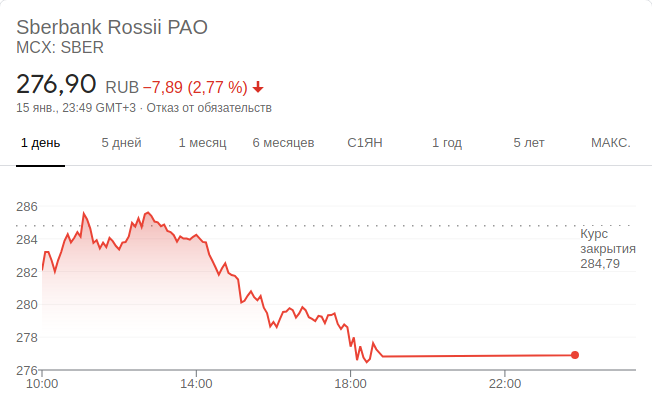 Sberbank Rossii PAO
MCX: SBER
276,90 RUB −7,89 (2,77 %)
15 янв., 23:49 GMT+3 · Отказ от обязательств
1 день 5 дней 1 месяц 6 месяцев С1ЯН 1 год 5 лет МАКС.
286
284
282
280
278
276
Курс
закрытия
284,79
10:00 14:00 18:00 22:00